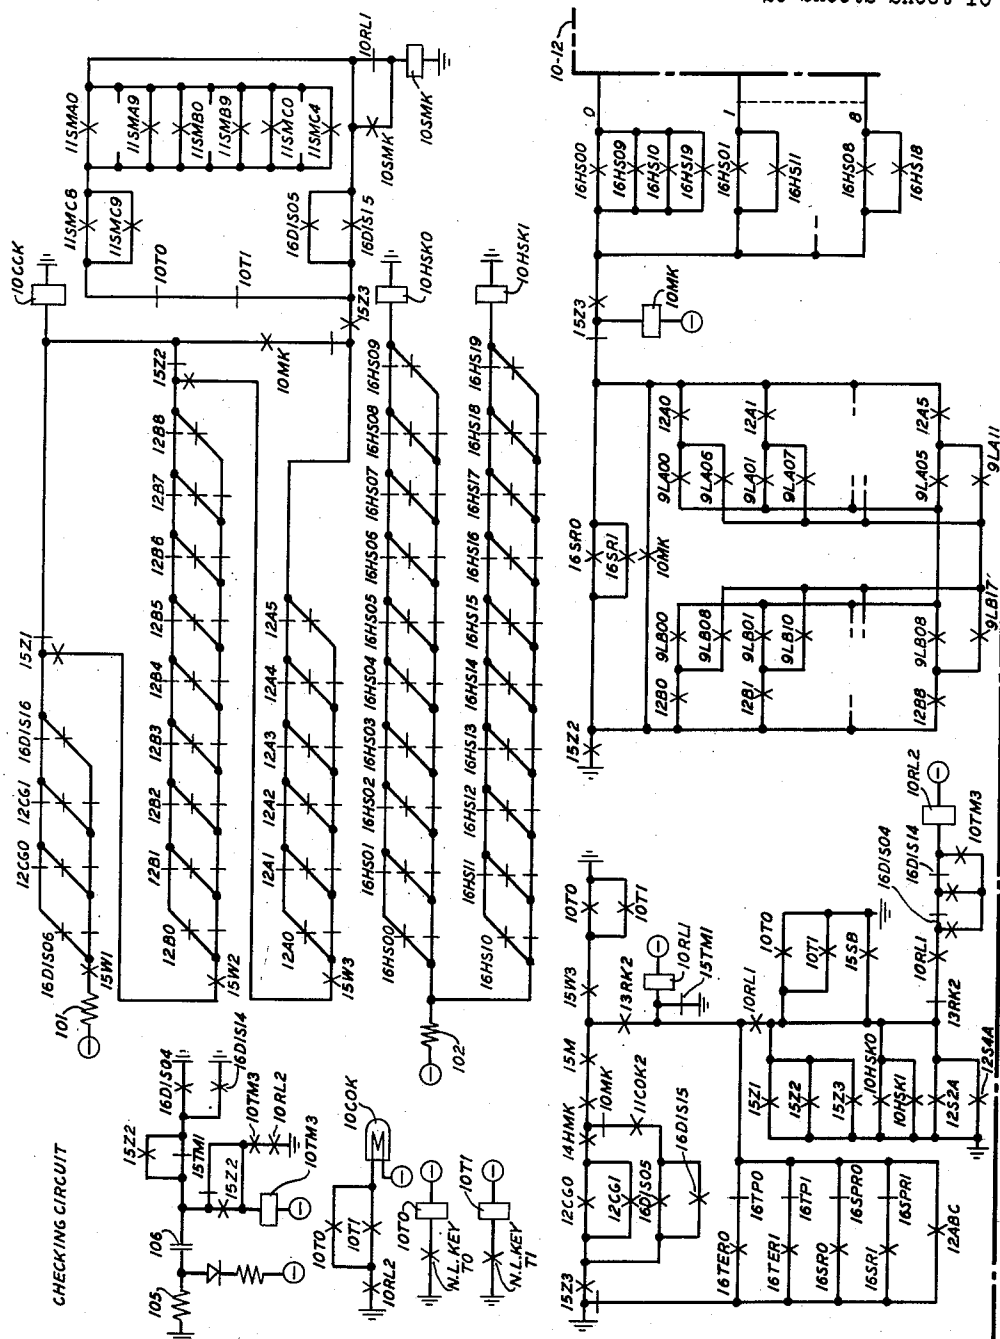 CHECKING CIRCUIT
105
106
15Z2
15TM1
16DIS04
16DIS14
15Z2
10TM3
10RL2
10TM3
10T0
10T1
10RL2
10COK
M
10T0
N.L.KEY
T0
10T1
N.L.KEY
T1
101
15W1
16DIS06
12CG0
12CG1
16DIS16
15Z1
10CCK
15W2
12B0
12B1
12B2
12B3
12B4
12B5
12B6
12B7
12B8
15Z2
15W3
12A0
12A1
12A2
12A3
12A4
12A5
10MK
15Z3
10T0
10T1
11SMC8
11SMC9
16DIS05
16DIS15
11SMA0
11SMA9
11SMB0
11SMB9
11SMC0
11SMC4
10RL1
10SMK
10SMK
102
16HS00
16HS01
16HS02
16HS03
16HS04
16HS05
16HS06
16HS07
16HS08
16HS09
10HSK0
16HS10
16HS11
16HS12
16HS13
16HS14
16HS15
16HS16
16HS17
16HS18
16HS19
10HSK1
15Z3
12CG0
12CG1
16DIS05
16DIS15
14HMK
10MK
11COK2
15M
15W3
10T0
10T1
13RK2
10RL1
15TM1
10RL1
16TER0
16TP0
16TER1
16TP1
16SR0
16SPR0
16SR1
16SPR1
12ABC
15Z1
15Z2
15Z3
10HSK0
10HSK1
12S2A
12S4A
10T0
10T1
15SB
13RK2
10RL1
16DIS04
16DIS14
10RL2
10TM3
15Z2
16SR0
16SR1
10MK
12B0
9LB00
9LB08
12B1
9LB01
9LB10
12B8
9LB08
9LB17
9LA00
9LA06
12A0
9LA01
9LA07
12A1
9LA05
12A5
9LA11
15Z3
10MK
16HS00
16HS09
16HS10
16HS19
16HS01
16HS11
16HS08
16HS18
0
1
8
10-12